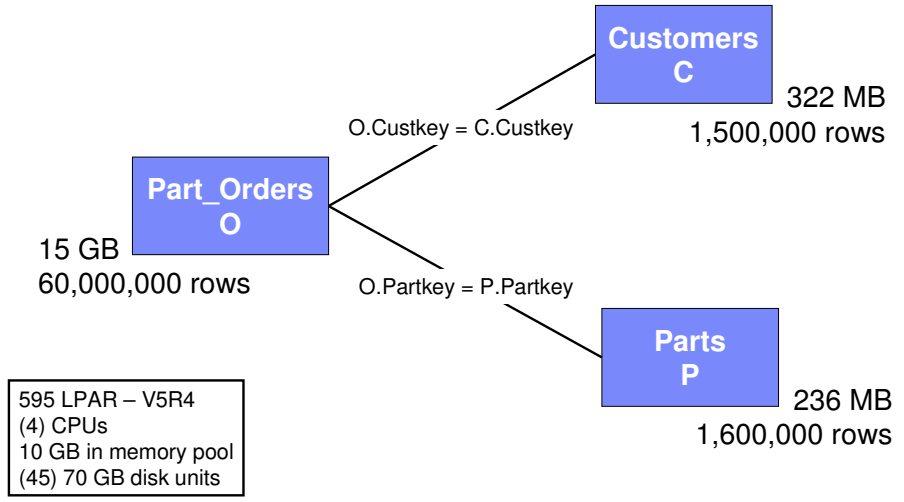 Customers
C
322 MB
1,500,000 rows
O.Custkey = C.Custkey
Part_Orders
O
15 GB
60,000,000 rows
O.Partkey = P.Partkey
Parts
P
236 MB
1,600,000 rows
595 LPAR – V5R4
(4) CPUs
10 GB in memory pool
(45) 70 GB disk units